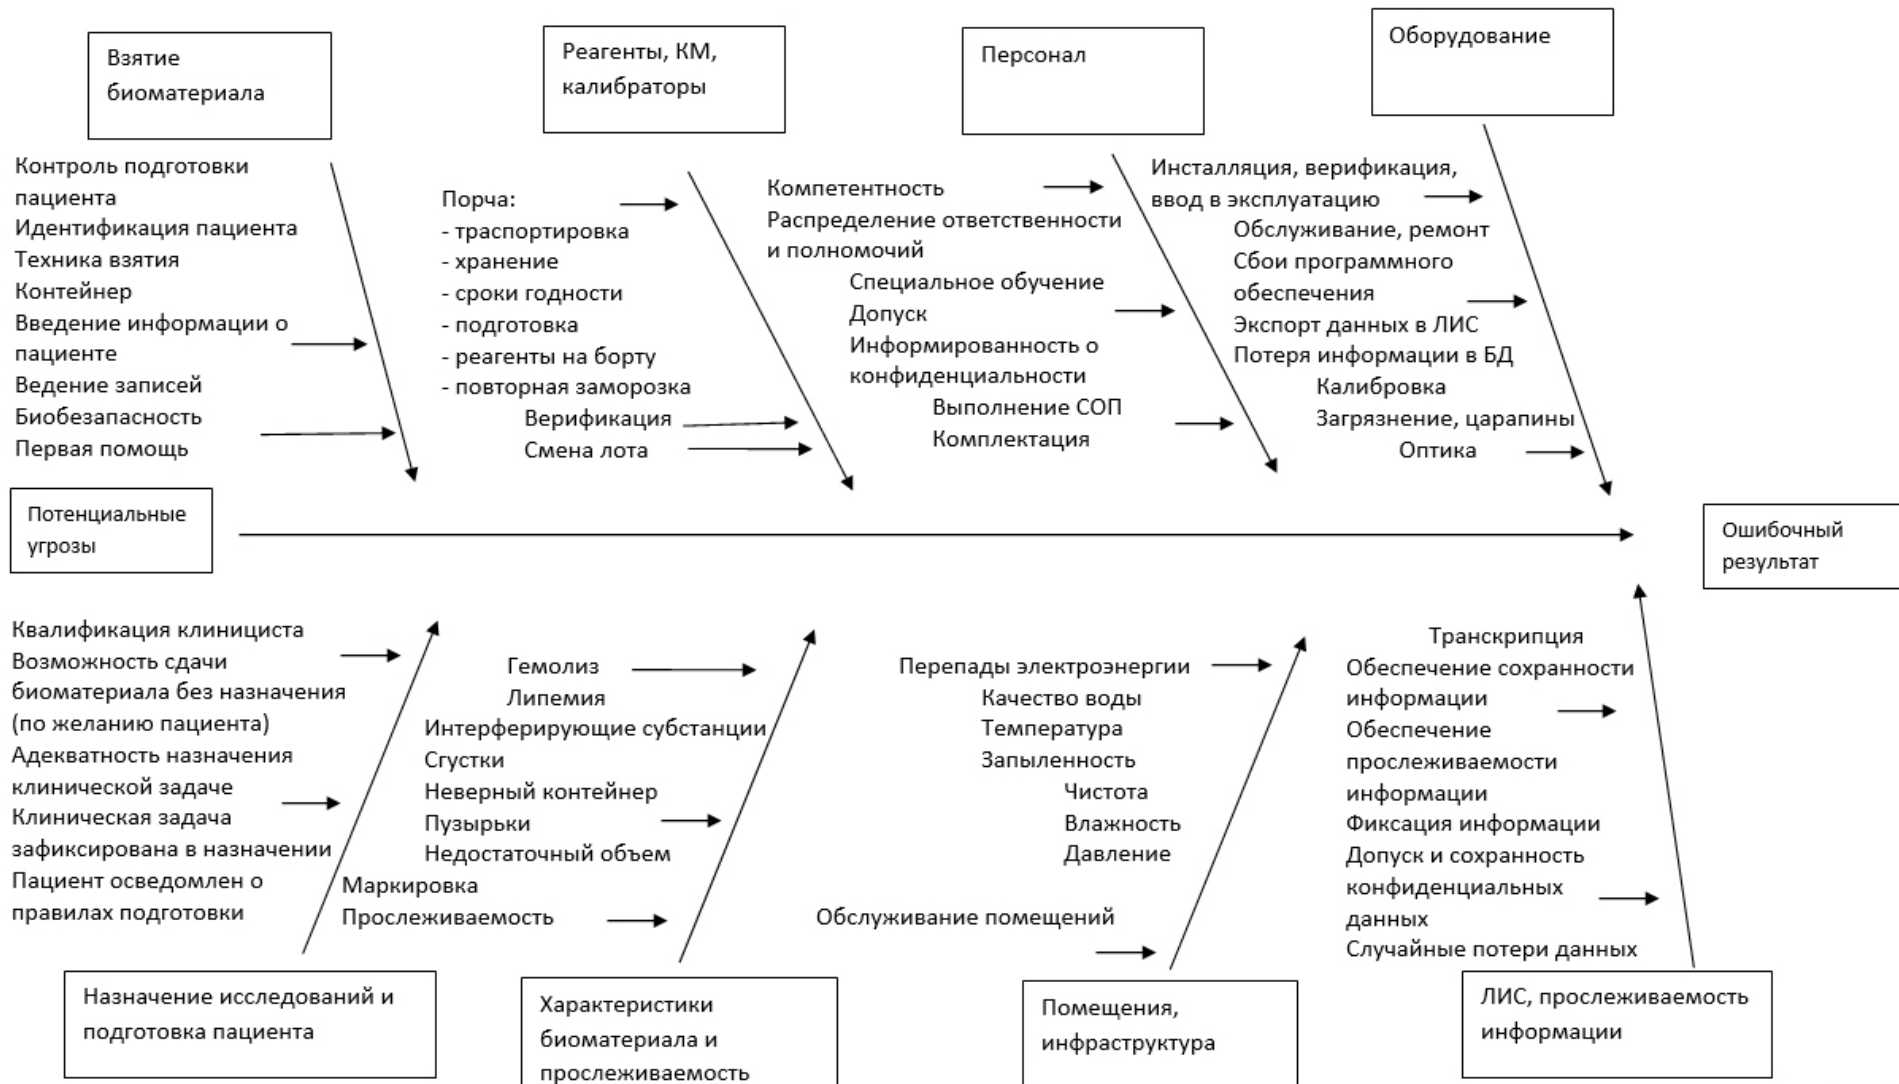 Взятие
биоматериала
Реагенты, КМ,
калибраторы
Персонал
Оборудование
Контроль подготовки
пациента
Идентификация пациента
Техника взятия
Контейнер
Введение информации о
пациенте
Ведение записей
Биобезапасность
Первая помощь
Порча:
- траспортировка
- хранение
- сроки годности
- подготовка
- реагенты на борту
- повторная заморозка
Верификация
Смена лота
Компетентность
Распределение ответственности
и полномочий
Специальное обучение
Допуск
Информированность о
конфиденциальности
Выполнение СОП
Комплектация
Инсталляция, верификация,
ввод в эксплуатацию
Обслуживание, ремонт
Сбои программного
обеспечения
Экспорт данных в ЛИС
Потеря информации в БД
Калибровка
Загрязнение, царапины
Оптика
Потенциальные
угрозы
Ошибочный
результат
Квалификация клинициста
Возможность сдачи
биоматериала без назначения
(по желанию пациента)
Адекватность назначения
клинической задаче
Клиническая задача
зафиксирована в назначении
Пациент осведомлен о
правилах подготовки
Гемолиз
Липемия
Интерферирующие субстанции
Сгустки
Неверный контейнер
Пузырьки
Недостаточный объем
Маркировка
Прослеживаемость
Перепады электроэнергии
Качество воды
Температура
Запыленность
Чистота
Влажность
Давление
Обслуживание помещений
Транскрипция
Обеспечение сохранности
информации
Обеспечение
прослеживаемости
информации
Фиксация информации
Допуск и сохранность
конфиденциальных
данных
Случайные потери данных
Назначение исследований и
подготовка пациента
Характеристики
биоматериала и
прослеживаемость
Помещения,
инфраструктура
ЛИС, прослеживаемость
информации